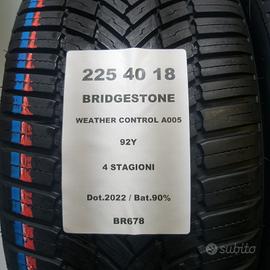 225 40 18
BRIDGESTONE
WEATHER CONTROL A005
92Y
4 STAGIONI
Dot.2022 / Bat.90%
BR678
subito